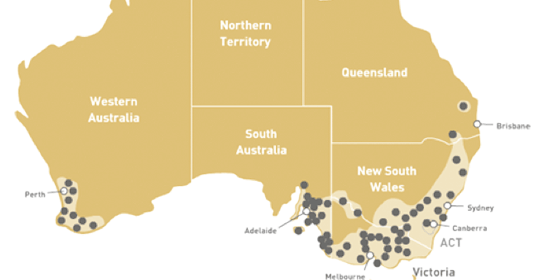 Northern
Territory
Queensland
Western
Australia
South
Australia
Brisbane
New South
Wales
Perth
Sydney
Adelaide
Canberra
ACT
Melbourne
Victoria